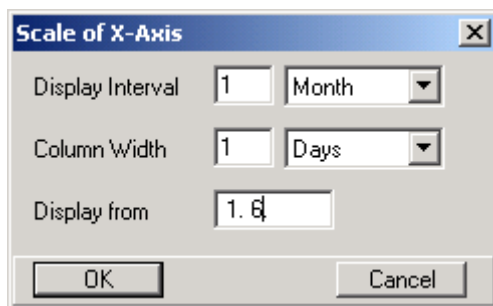 Scale of X-Axis
Display Interval 1 Month
Column Width 1 Days
Display from 1. 6
OK Cancel